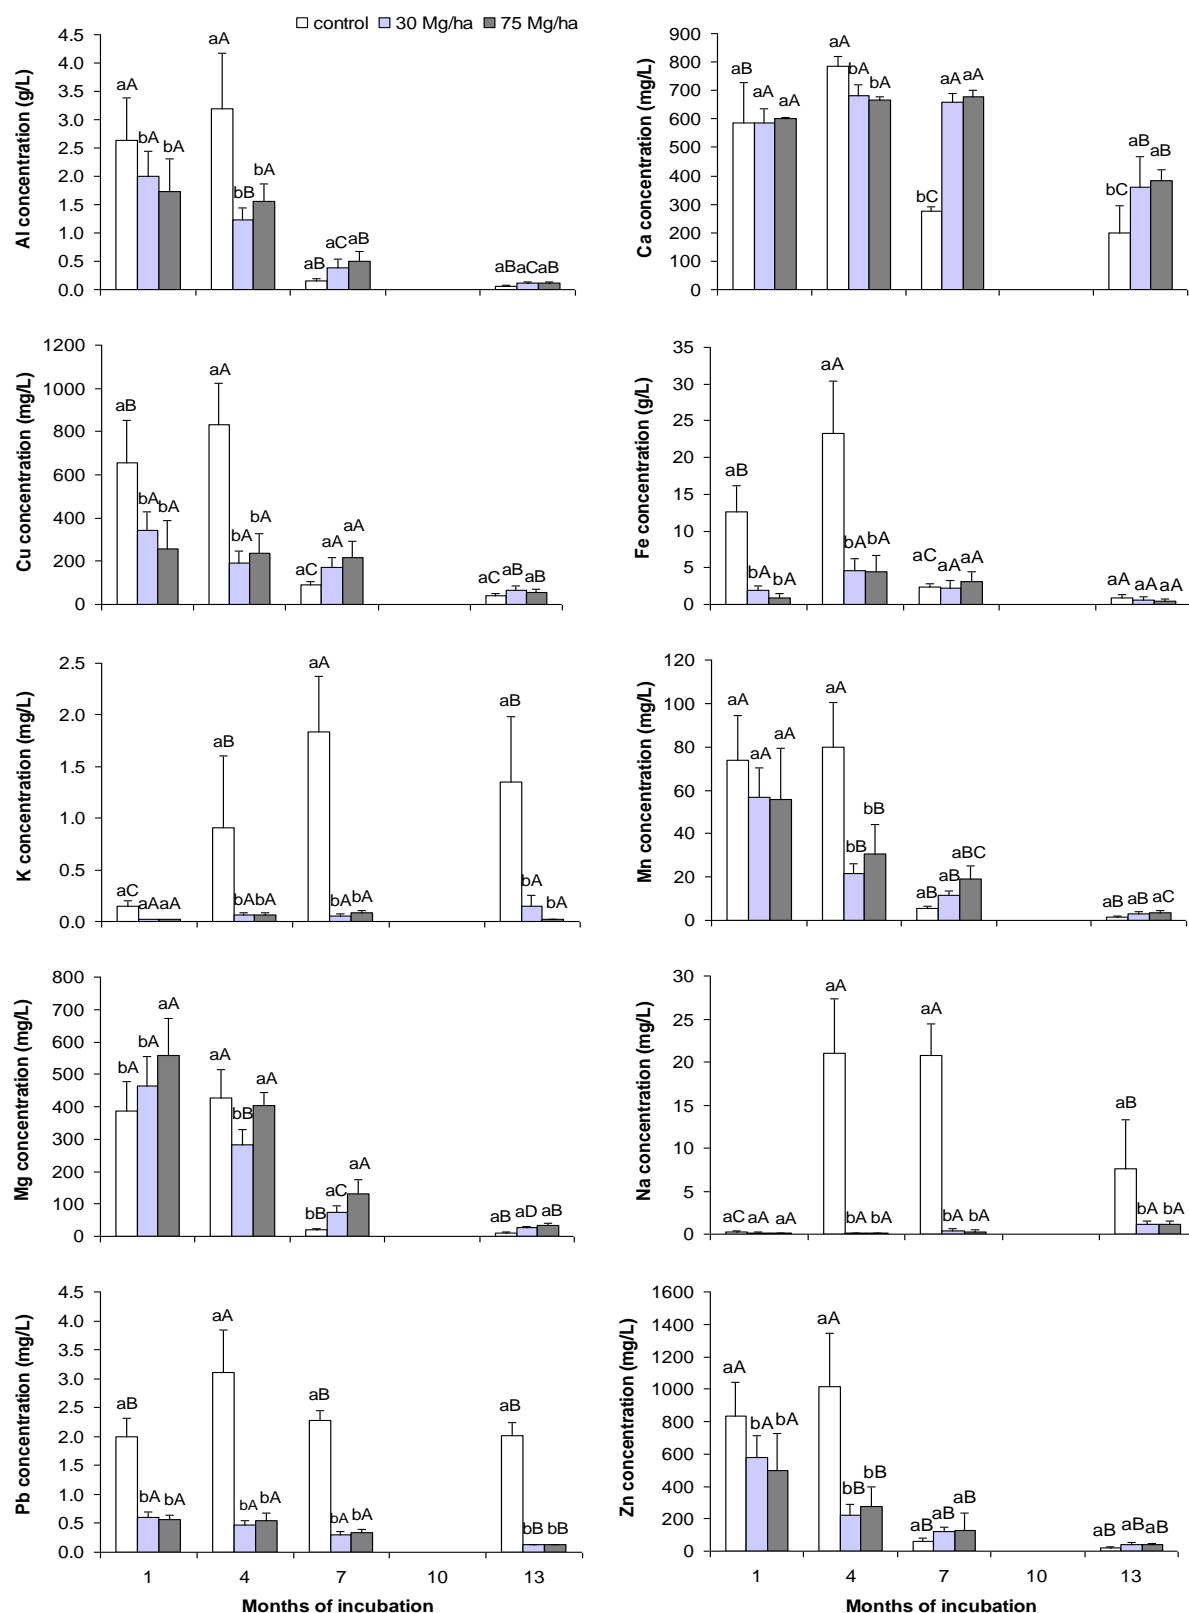 control 30 Mg/ha 75 Mg/ha
Al concentration (g/L)
4.5
4.0
3.5
3.0
2.5
2.0
1.5
1.0
0.5
0.0
aA bA bA
aA bB bA
aB aC aB
aB aC aB
Ca concentration (mg/L)
900
800
700
600
500
400
300
200
100
0
aB aA aA
aA bA bA
bC aA aA
bC aB aB
Cu concentration (mg/L)
1200
1000
800
600
400
200
0
aB bA bA
aA bA bA
aC aA aA
aC aB aB
Fe concentration (g/L)
35
30
25
20
15
10
5
0
aB bA bA
aA bA bA
aC aA aA
aA aA aA
K concentration (mg/L)
2.5
2.0
1.5
1.0
0.5
0.0
aC aA aA
aB bA bA
aA bA bA
aB bA bA
Mn concentration (mg/L)
120
100
80
60
40
20
0
aA aA aA
aA bB bB
aB aB aBC
aB aB aC
Mg concentration (mg/L)
800
700
600
500
400
300
200
100
0
bA bA aA
aA bB aA
bB aC aA
aB aD aB
Na concentration (mg/L)
30
25
20
15
10
5
0
aC aA aA
aA bA bA
aA bA bA
aB bA bA
Pb concentration (mg/L)
4.5
4.0
3.5
3.0
2.5
2.0
1.5
1.0
0.5
0.0
aB bA bA
aA bA bA
aB bA bA
aB bB bB
1 4 7 10 13
Months of incubation
Zn concentration (mg/L)
1600
1400
1200
1000
800
600
400
200
0
aA bA bA
aA bB bB
aB aB aB
aB aB aB
1 4 7 10 13
Months of incubation